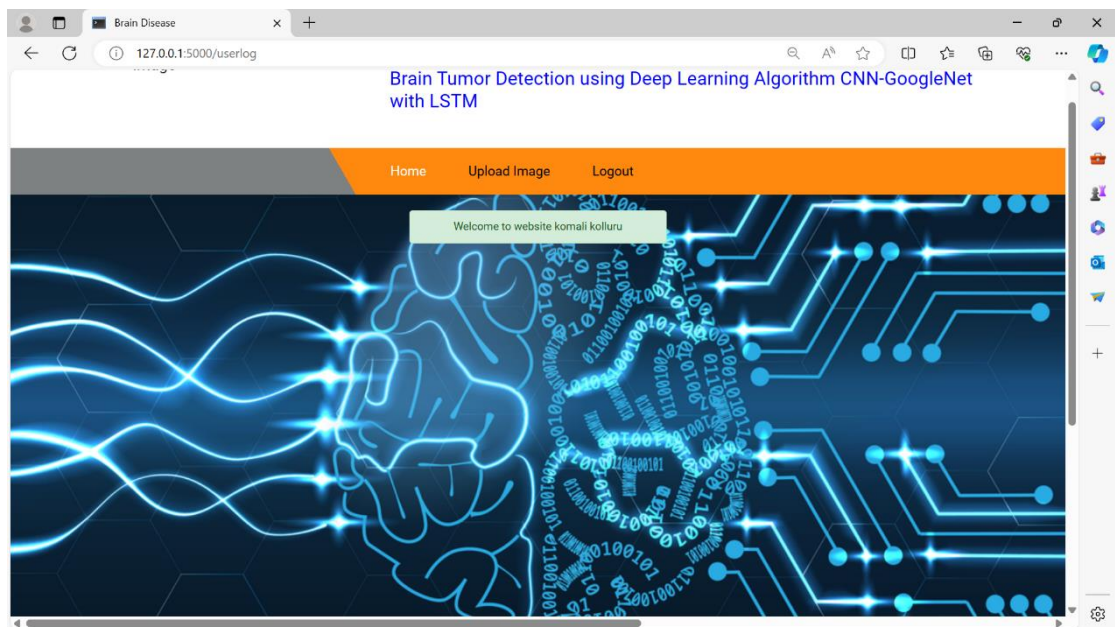 Brain Disease
127.0.0.1:5000/userlog
Brain Tumor Detection using Deep Learning Algorithm CNN-GoogleNet
with LSTM
Home Upload Image Logout
Welcome to website komali kolluru